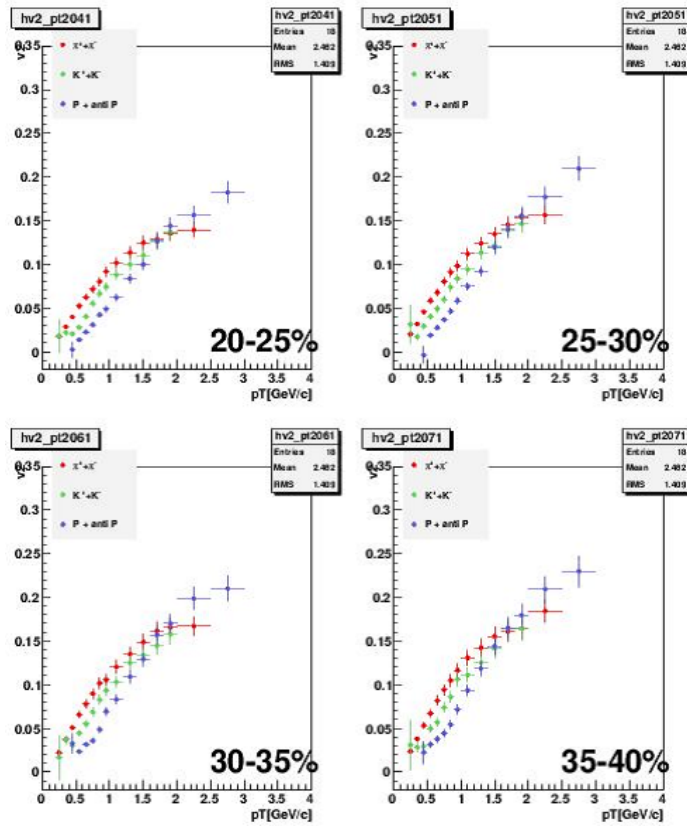 hv2_pt2041
hv2_pt2041
Entries 18
Mean 2.462
RMS 1.409
v2
0.35
0.3
0.25
0.2
0.15
0.1
0.05
0
χ⁺+χ⁻
K⁺+K⁻
P + anti P
20-25%
0 0.5 1 1.5 2 2.5 3 3.5 4
pT[GeV/c]
hv2_pt2051
hv2_pt2051
Entries 18
Mean 2.462
RMS 1.409
v2
0.35
0.3
0.25
0.2
0.15
0.1
0.05
0
χ⁺+χ⁻
K⁺+K⁻
P + anti P
25-30%
0 0.5 1 1.5 2 2.5 3 3.5 4
pT[GeV/c]
hv2_pt2061
hv2_pt2061
Entries 18
Mean 2.462
RMS 1.409
v2
0.35
0.3
0.25
0.2
0.15
0.1
0.05
0
χ⁺+χ⁻
K⁺+K⁻
P + anti P
30-35%
0 0.5 1 1.5 2 2.5 3 3.5 4
pT[GeV/c]
hv2_pt2071
hv2_pt2071
Entries 18
Mean 2.462
RMS 1.409
v2
0.35
0.3
0.25
0.2
0.15
0.1
0.05
0
χ⁺+χ⁻
K⁺+K⁻
P + anti P
35-40%
0 0.5 1 1.5 2 2.5 3 3.5 4
pT[GeV/c]